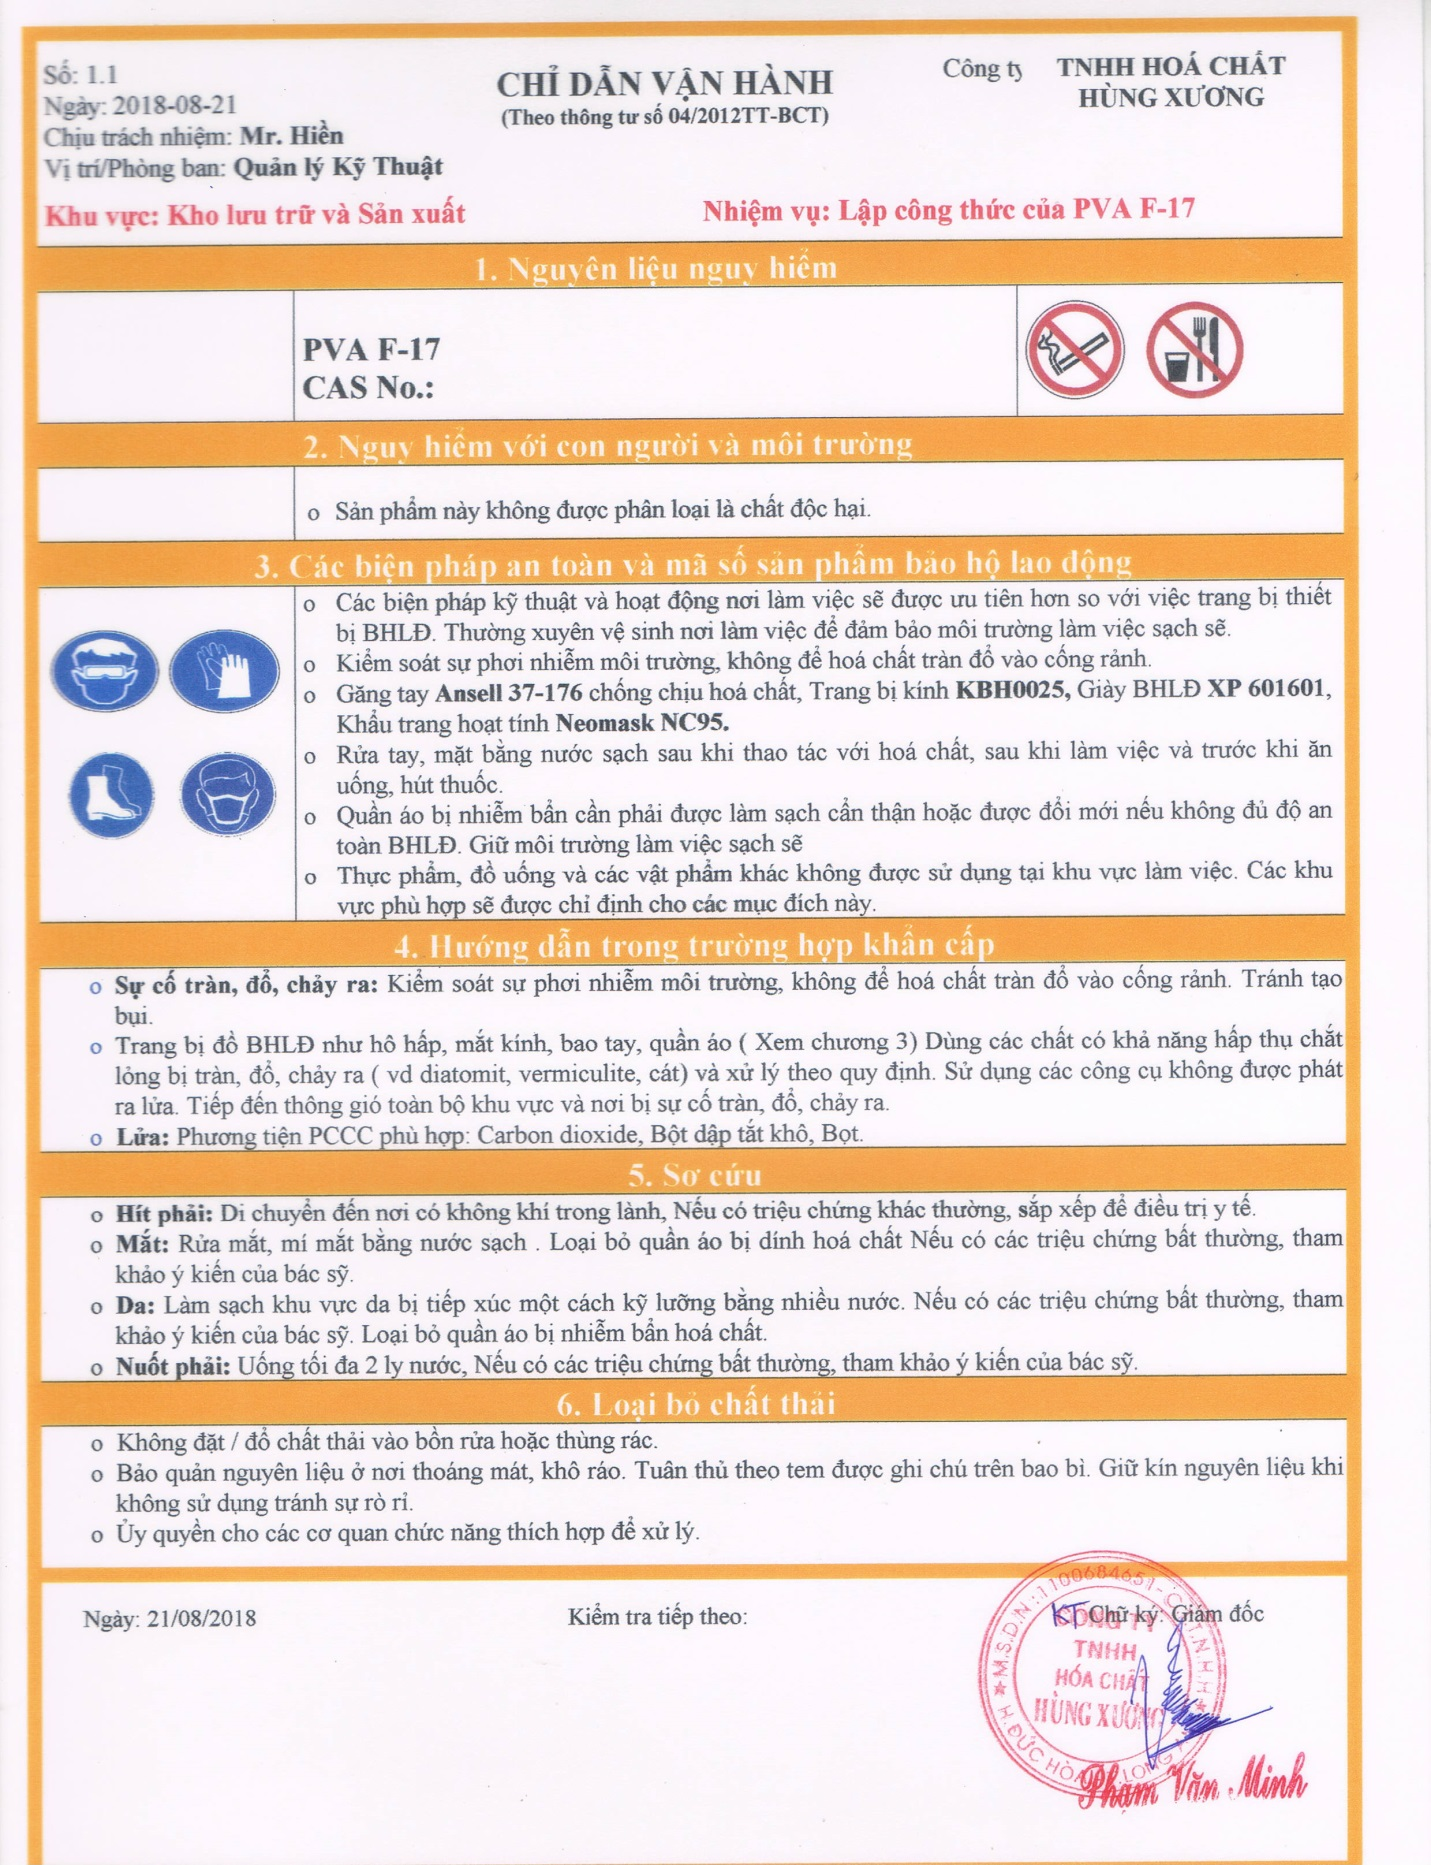 Số: 1.1
Ngày: 2018-08-21
Chịu trách nhiệm: Mr. Hiền
Vị trí/Phòng ban: Quản lý Kỹ Thuật
CHỈ DẪN VẬN HÀNH
(Theo thông tư số 04/2012TT-BCT)
Công ty TNHH HOÁ CHẤT
HÙNG XƯƠNG
Khu vực: Kho lưu trữ và Sản xuất
Nhiệm vụ: Lập công thức của PVA F-17
1. Nguyên liệu nguy hiểm
PVA F-17
CAS No.:
2. Nguy hiểm với con người và môi trường
o Sản phẩm này không được phân loại là chất độc hại.
3. Các biện pháp an toàn và mã số sản phẩm bảo hộ lao động
o Các biện pháp kỹ thuật và hoạt động nơi làm việc sẽ được ưu tiên hơn so với việc trang bị thiết
bị BHLĐ. Thường xuyên vệ sinh nơi làm việc để đảm bảo môi trường làm việc sạch sẽ.
o Kiểm soát sự phơi nhiễm môi trường, không để hoá chất tràn đổ vào cống rảnh.
o Găng tay Ansell 37-176 chống chịu hoá chất, Trang bị kính KBH0025, Giày BHLĐ XP 601601,
Khẩu trang hoạt tính Neomask NC95.
o Rửa tay, mặt bằng nước sạch sau khi thao tác với hoá chất, sau khi làm việc và trước khi ăn
uống, hút thuốc.
o Quần áo bị nhiễm bẩn cần phải được làm sạch cẩn thận hoặc được đổi mới nếu không đủ độ an
toàn BHLĐ. Giữ môi trường làm việc sạch sẽ
o Thực phẩm, đồ uống và các vật phẩm khác không được sử dụng tại khu vực làm việc. Các khu
vực phù hợp sẽ được chỉ định cho các mục đích này.
4. Hướng dẫn trong trường hợp khẩn cấp
o Sự cố tràn, đổ, chảy ra: Kiểm soát sự phơi nhiễm môi trường, không để hoá chất tràn đổ vào cống rảnh. Tránh tạo
bụi.
o Trang bị đồ BHLĐ như hô hấp, mắt kính, bao tay, quần áo ( Xem chương 3) Dùng các chất có khả năng hấp thụ chất
lỏng bị tràn, đổ, chảy ra ( vd diatomit, vermiculite, cát) và xử lý theo quy định. Sử dụng các công cụ không được phát
ra lửa. Tiếp đến thông gió toàn bộ khu vực và nơi bị sự cố tràn, đổ, chảy ra.
o Lửa: Phương tiện PCCC phù hợp: Carbon dioxide, Bột dập tắt khô, Bọt.
5. Sơ cứu
o Hít phải: Di chuyển đến nơi có không khí trong lành, Nếu có triệu chứng khác thường, sắp xếp để điều trị y tế.
o Mắt: Rửa mắt, mí mắt bằng nước sạch . Loại bỏ quần áo bị dính hoá chất Nếu có các triệu chứng bất thường, tham
khảo ý kiến của bác sỹ.
o Da: Làm sạch khu vực da bị tiếp xúc một cách kỹ lưỡng bằng nhiều nước. Nếu có các triệu chứng bất thường, tham
khảo ý kiến của bác sỹ. Loại bỏ quần áo bị nhiễm bẩn hoá chất.
o Nuốt phải: Uống tối đa 2 ly nước, Nếu có các triệu chứng bất thường, tham khảo ý kiến của bác sỹ.
6. Loại bỏ chất thải
o Không đặt / đổ chất thải vào bồn rửa hoặc thùng rác.
o Bảo quản nguyên liệu ở nơi thoáng mát, khô ráo. Tuân thủ theo tem được ghi chú trên bao bì. Giữ kín nguyên liệu khi
không sử dụng tránh sự rò rỉ.
o Ủy quyền cho các cơ quan chức năng thích hợp để xử lý.
Ngày: 21/08/2018
Kiểm tra tiếp theo:
KT Chữ ký: Giám đốc
M.S.D.N:1100684651-C.T.T.N.H.H
CÔNG TY
TNHH
HÓA CHẤT
HÙNG XƯƠNG
H.ĐỨC HÒA
Phạm Văn Minh